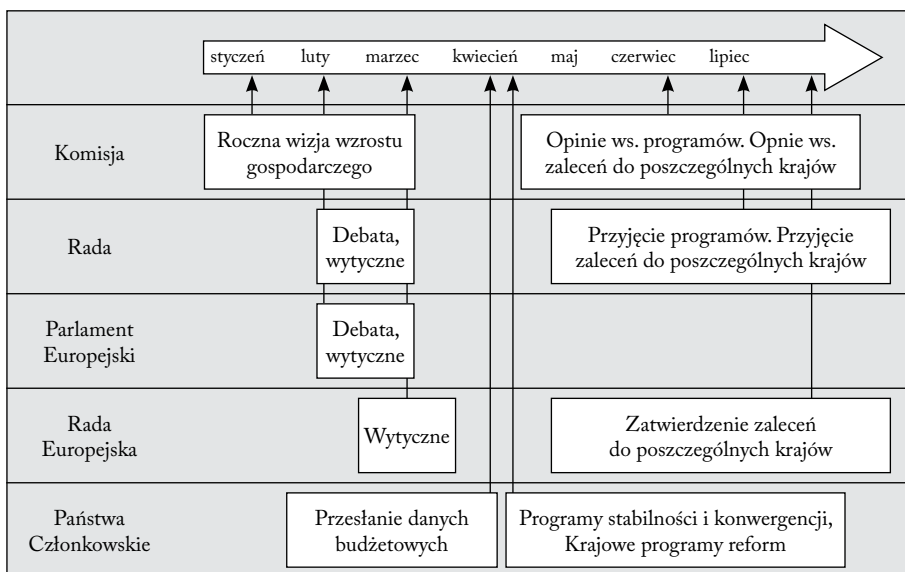 styczeń luty marzec kwiecień maj czerwiec lipiec
Komisja
Roczna wizja wzrostu
gospodarczego
Opinie ws. programów. Opnie ws.
zaleceń do poszczególnych krajów
Rada
Debata,
wytyczne
Przyjęcie programów. Przyjęcie
zaleceń do poszczególnych krajów
Parlament
Europejski
Debata,
wytyczne
Rada
Europejska
Wytyczne
Zatwierdzenie zaleceń
do poszczególnych krajów
Państwa
Członkowskie
Przesłanie danych
budżetowych
Programy stabilności i konwergencji,
Krajowe programy reform